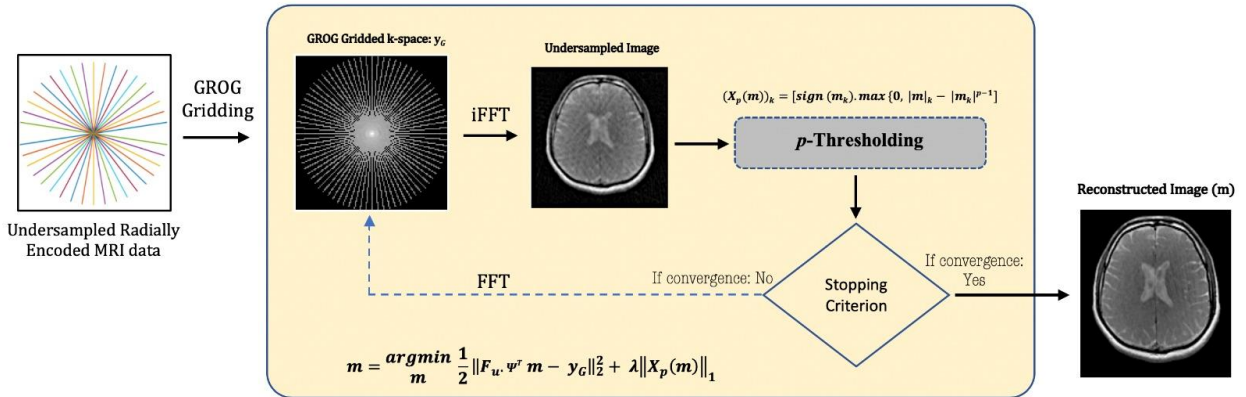 GROG
Gridding
Undersampled Radially
Encoded MRI data
GROG Gridded k-space: y_G
iFFT
Undersampled Image
(X_p(m))_k = [sign (m_k). max {0, |m|_k − |m_k|^{p−1}]
p-Thresholding
Stopping
Criterion
If convergence: No
FFT
If convergence:
Yes
Reconstructed Image (m)
m = argmin_m 1/2 ‖F_{u.Ψ^T} m − y_G‖_2^2 + λ‖X_p(m)‖_1